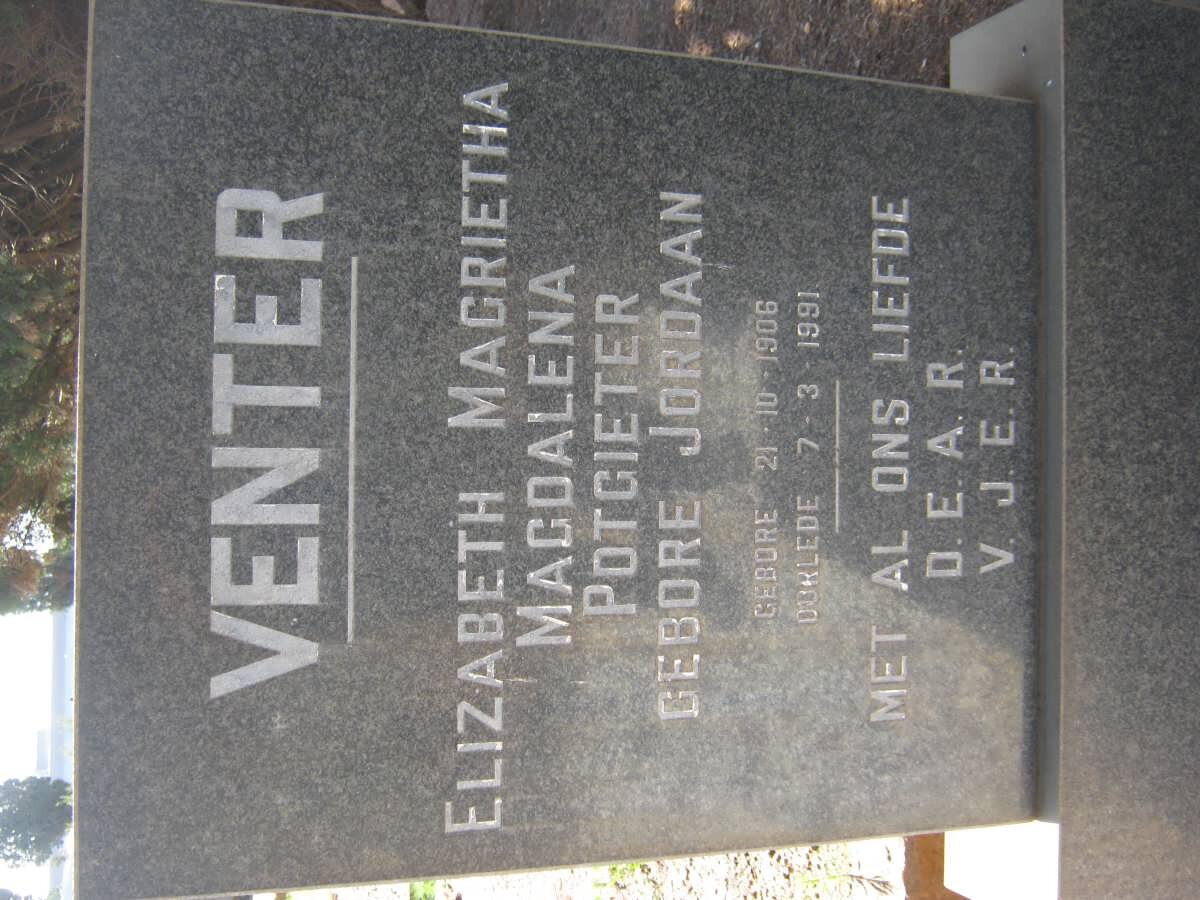 VENTER
ELIZABETH MAGRIETHA
MAGDALENA
POTGIETER
GEBORE JORDAAN
GEBORE 21·10·1906
OORLEDE 7·3·1991
MET AL ONS LIEFDE
D.E.A.R.
V.J.E.R.